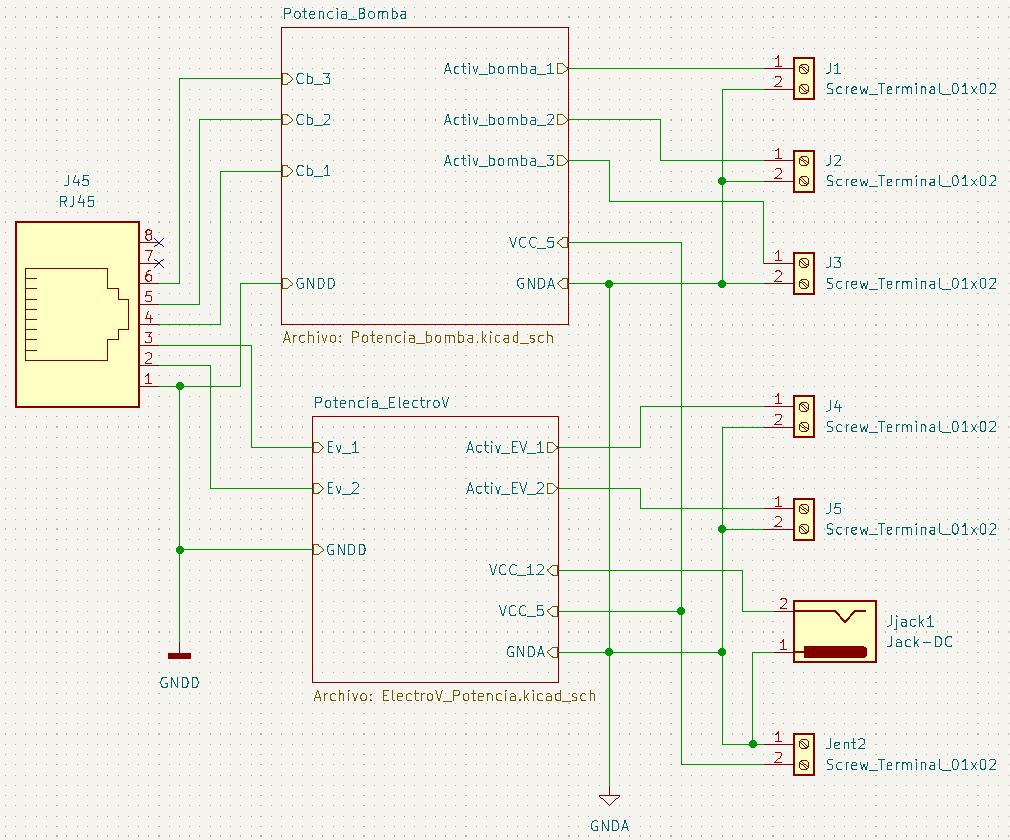 Potencia_Bomba
Cb_3
Cb_2
Cb_1
GNDD
Activ_bomba_1
Activ_bomba_2
Activ_bomba_3
VCC_5
GNDA
Archivo: Potencia_bomba.kicad_sch
J45
RJ45
8
7
6
5
4
3
2
1
Potencia_ElectroV
Ev_1
Ev_2
GNDD
Activ_EV_1
Activ_EV_2
VCC_12
VCC_5
GNDA
Archivo: ElectroV_Potencia.kicad_sch
GNDD
GNDA
1
2
J1
Screw_Terminal_01x02
1
2
J2
Screw_Terminal_01x02
1
2
J3
Screw_Terminal_01x02
1
2
J4
Screw_Terminal_01x02
1
2
J5
Screw_Terminal_01x02
2
1
Jjack1
Jack-DC
1
2
Jent2
Screw_Terminal_01x02